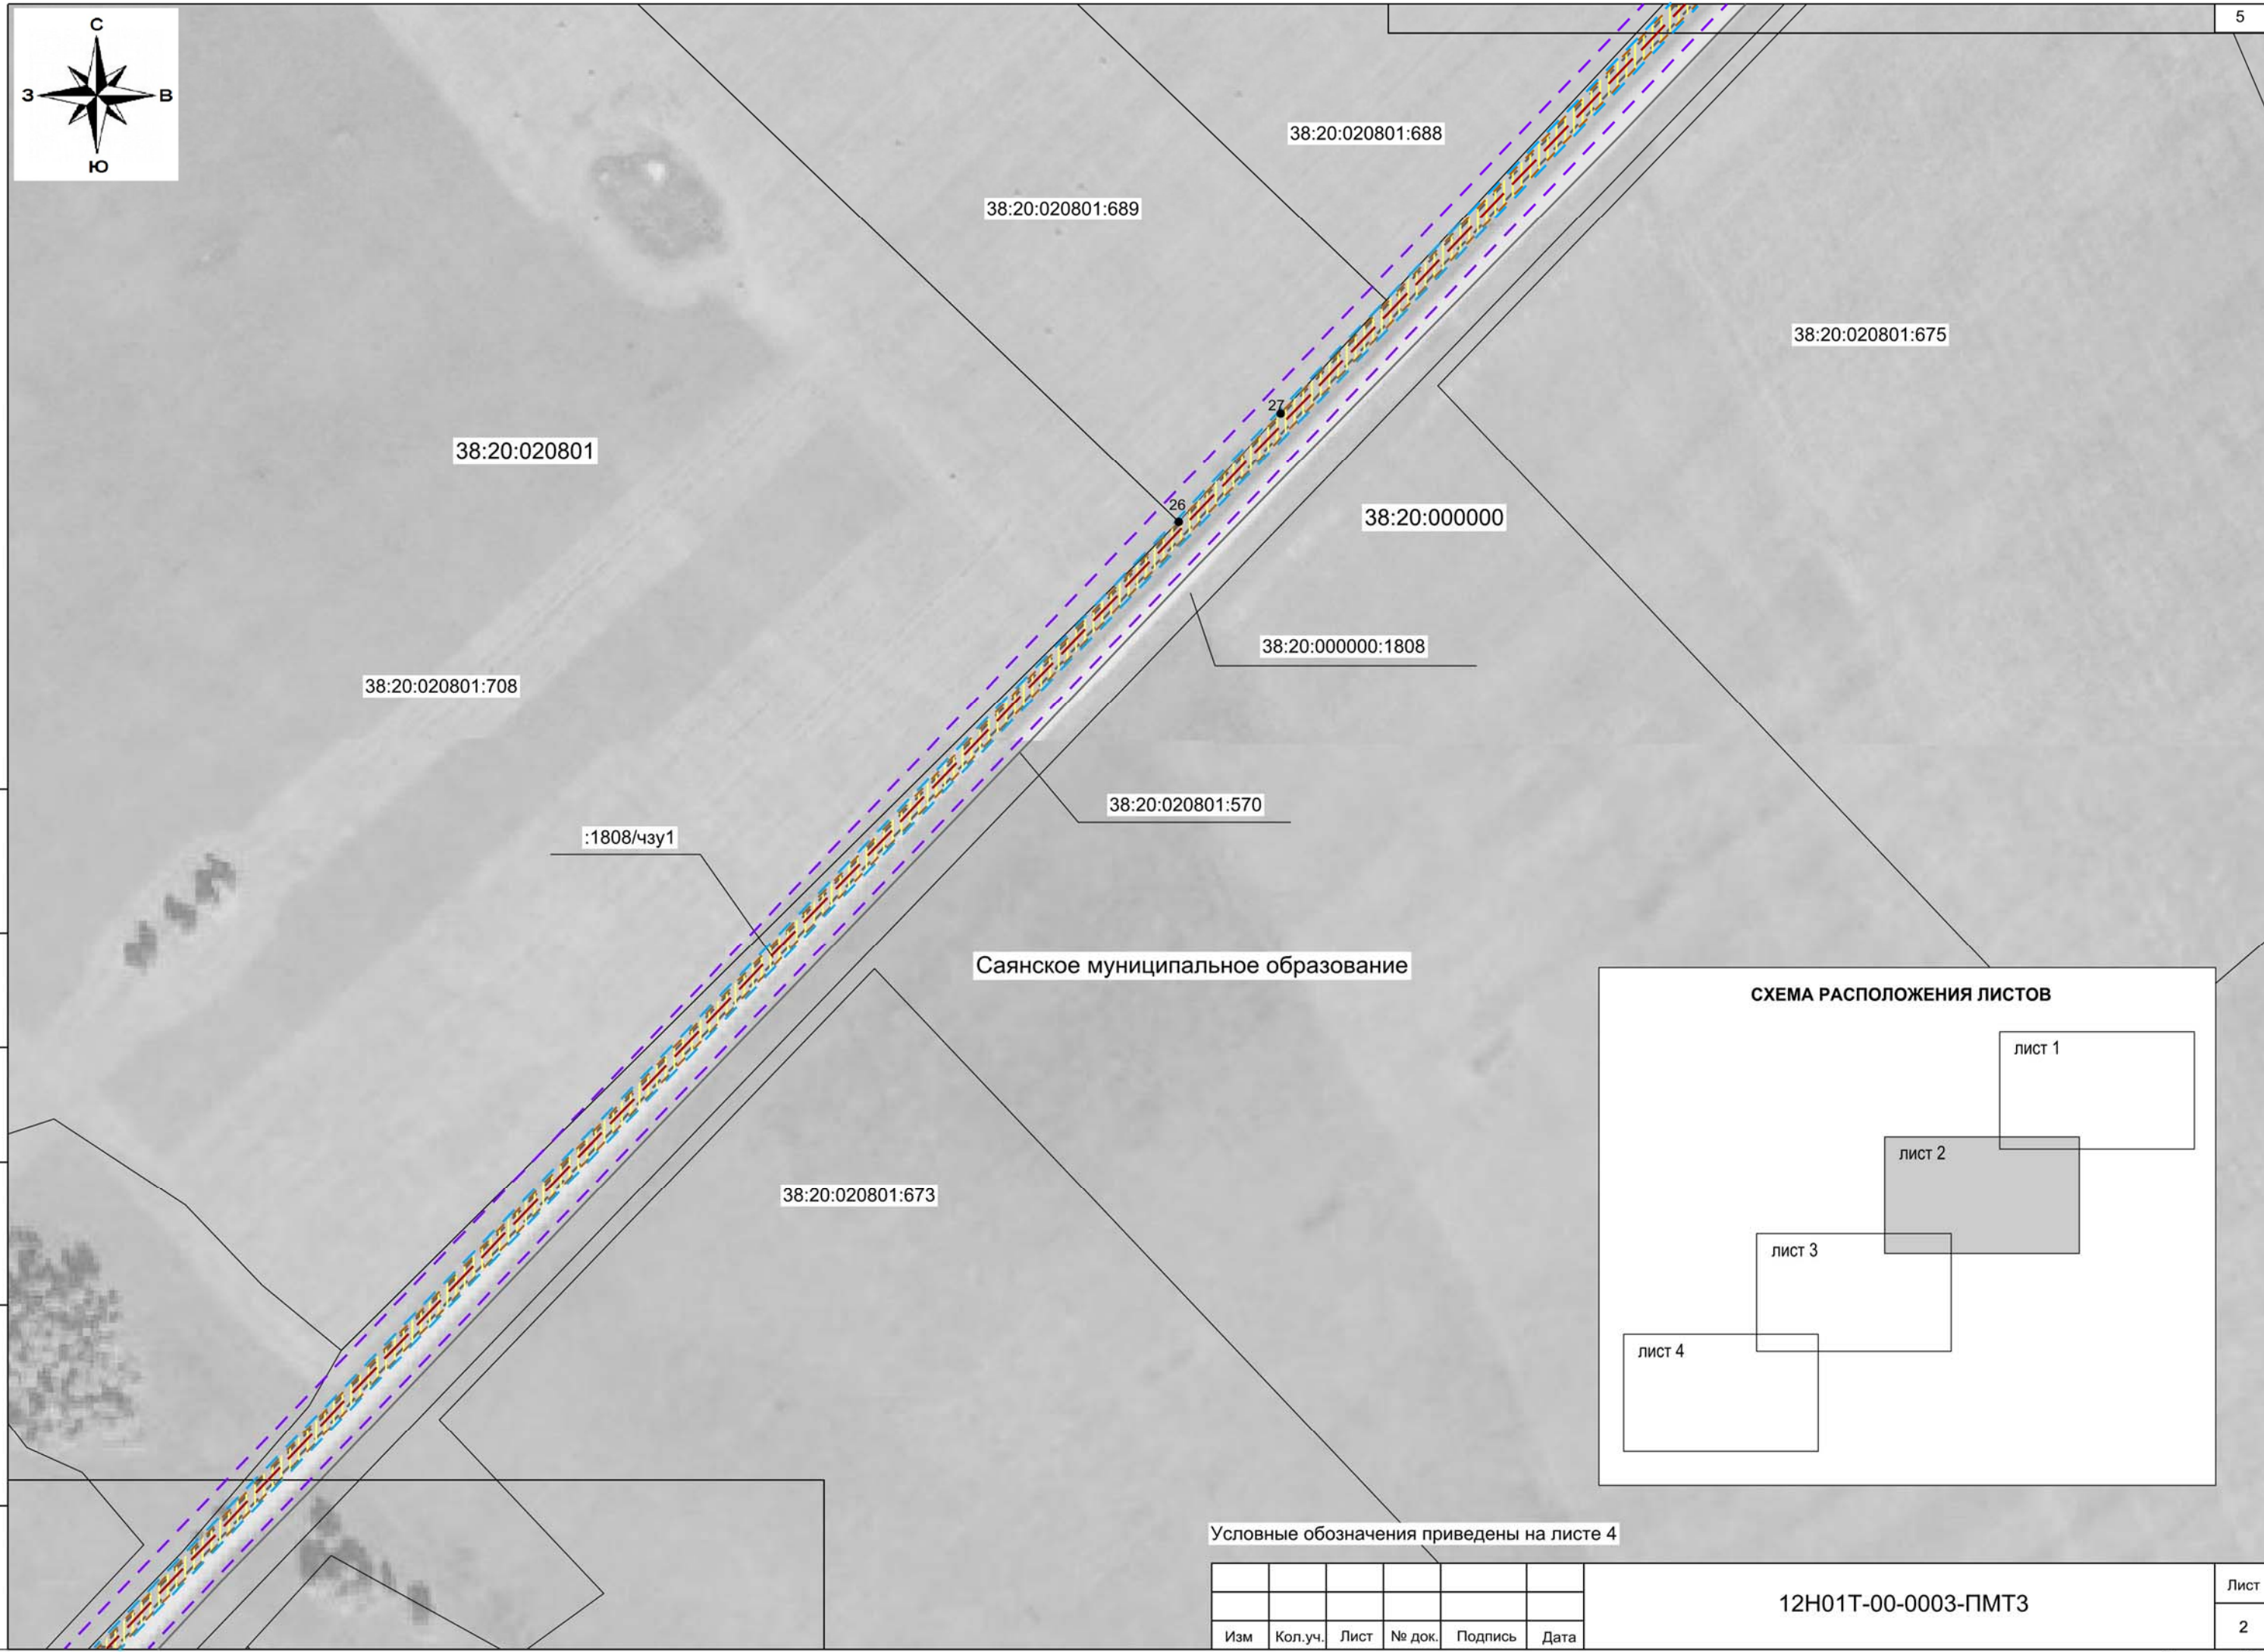 5
С
З
В
Ю
38:20:020801:688
38:20:020801:689
38:20:020801:675
27
38:20:020801
26
38:20:000000
38:20:000000:1808
38:20:020801:708
38:20:020801:570
:1808/чзу1
Саянское муниципальное образование
СХЕМА РАСПОЛОЖЕНИЯ ЛИСТОВ
лист 1
лист 2
лист 3
лист 4
38:20:020801:673
Условные обозначения приведены на листе 4
Изм Кол.уч. Лист № док. Подпись Дата
12Н01Т-00-0003-ПМТ3
Лист
2